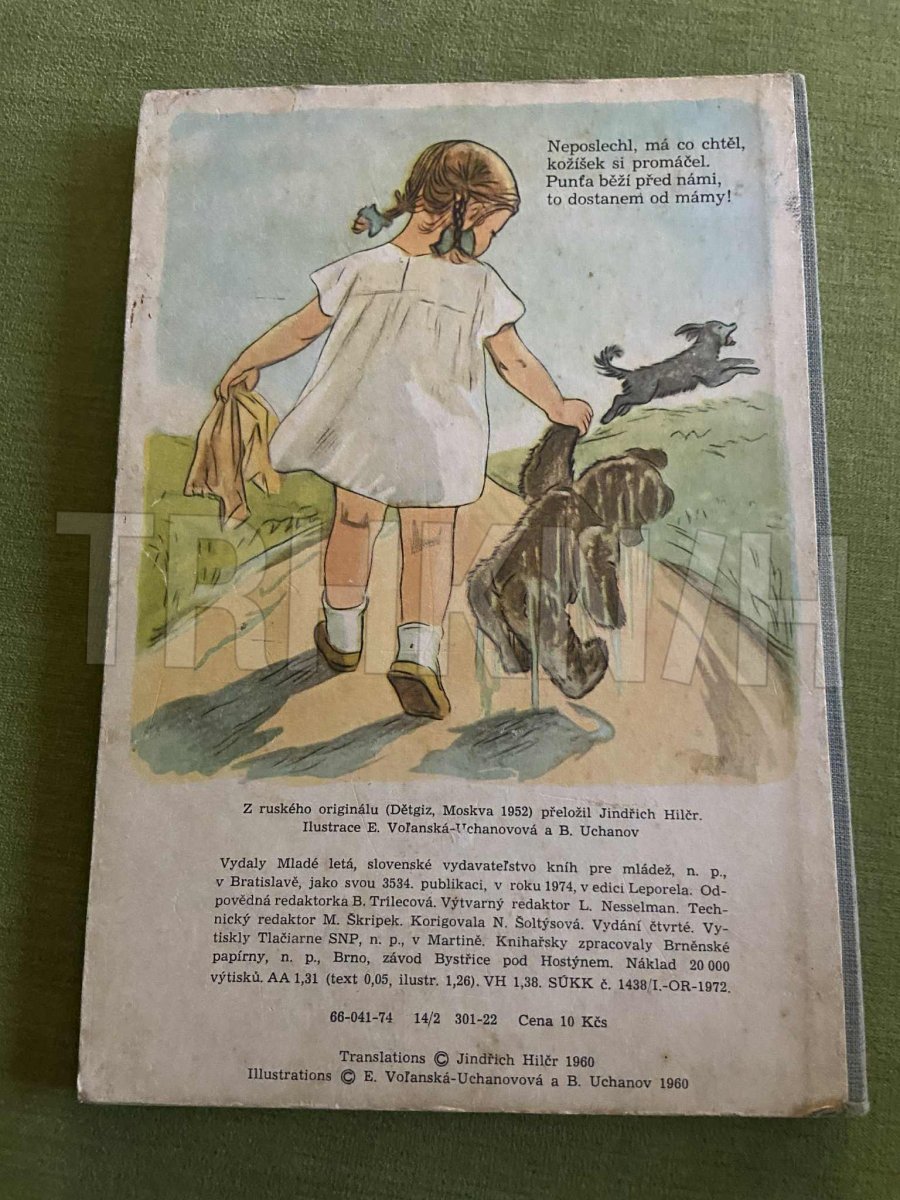 Neposlechl, má co chtěl,
kožíšek si promáčel.
Punťa běží před námi,
to dostanem od mámy!
Z ruského originálu (Dětgiz, Moskva 1952) přeložil Jindřich Hilčr.
Ilustrace E. Voľanská-Uchanovová a B. Uchanov
Vydaly Mladé letá, slovenské vydavateľstvo kníh pre mládež, n. p.,
v Bratislavě, jako svou 3534. publikaci, v roku 1974, v edici Leporela. Od-
povědná redaktorka B. Trílecová. Výtvarný redaktor L. Nesselman. Tech-
nický redaktor M. Škripek. Korigovala N. Šoltýsová. Vydání čtvrté. Vy-
tiskly Tlačiarne SNP, n. p., v Martině. Knihařsky zpracovaly Brněnské
papírny, n. p., Brno, závod Bystřice pod Hostýnem. Náklad 20 000
výtisků. AA 1,31 (text 0,05, ilustr. 1,26). VH 1,38. SÚKK č. 1438/I.-OR-1972.
66-041-74 14/2 301-22 Cena 10 Kčs
Translations © Jindřich Hilčr 1960
Illustrations © E. Voľanská-Uchanovová a B. Uchanov 1960